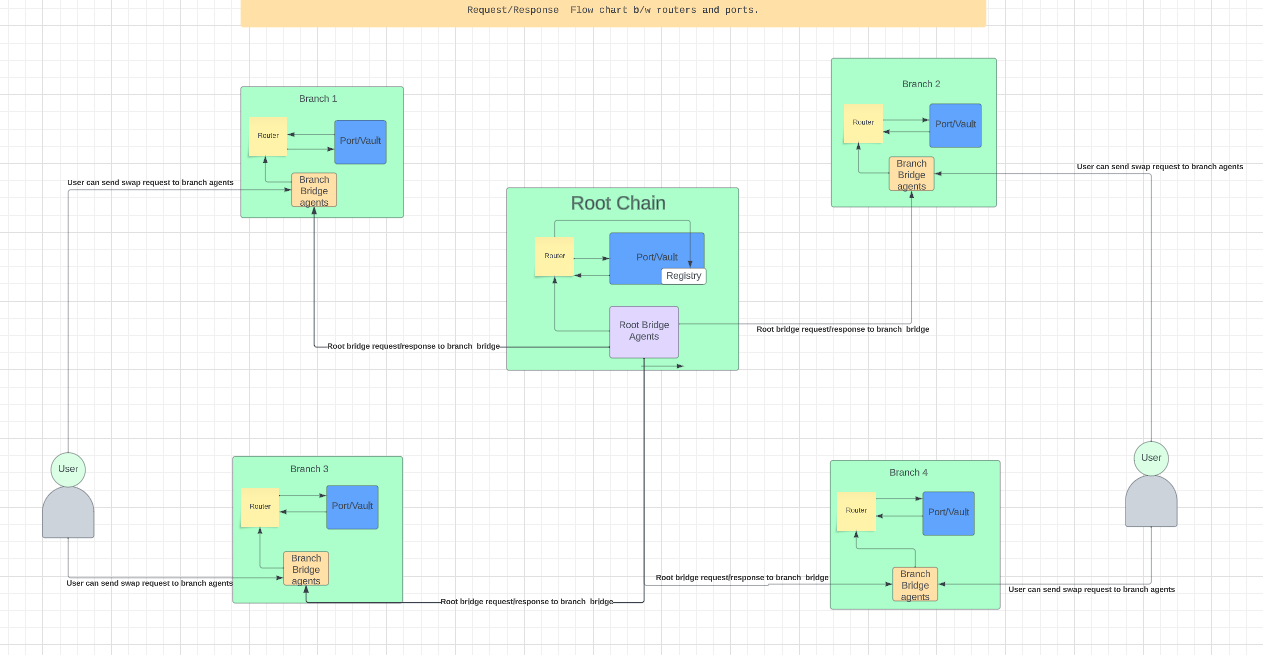 Request/Response Flow chart b/w routers and ports.
Branch 1
Router
Port/Vault
Branch
Bridge
agents
User can send swap request to branch agents
Branch 2
Router
Port/Vault
Branch
Bridge
agents
User can send swap request to branch agents
Root Chain
Router
Port/Vault
Registry
Root Bridge
Agents
Root bridge request/response to branch bridge
Root bridge request/response to branch bridge
User
User
Branch 3
Router
Port/Vault
Branch
Bridge
agents
User can send swap request to branch agents
Root bridge request/response to branch bridge
Branch 4
Router
Port/Vault
Branch
Bridge
agents
Root bridge request/response to branch bridge
User can send swap request to branch agents